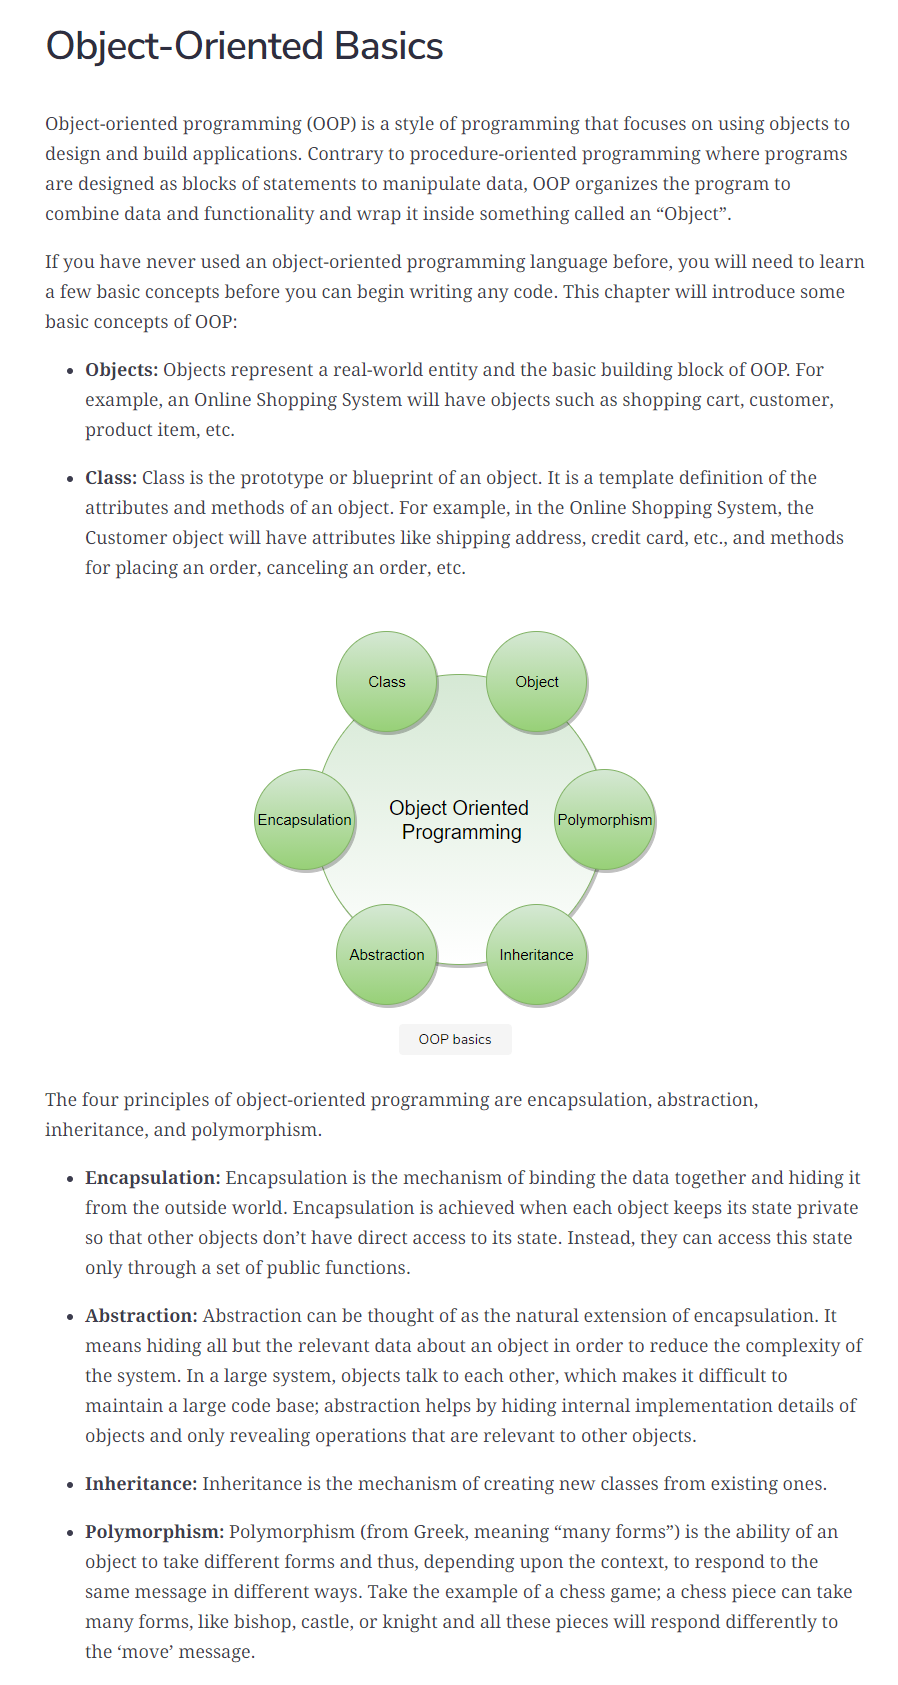 Object-Oriented Basics
Object-oriented programming (OOP) is a style of programming that focuses on using objects to
design and build applications. Contrary to procedure-oriented programming where programs
are designed as blocks of statements to manipulate data, OOP organizes the program to
combine data and functionality and wrap it inside something called an “Object”.
If you have never used an object-oriented programming language before, you will need to learn
a few basic concepts before you can begin writing any code. This chapter will introduce some
basic concepts of OOP:
• Objects: Objects represent a real-world entity and the basic building block of OOP. For
example, an Online Shopping System will have objects such as shopping cart, customer,
product item, etc.
• Class: Class is the prototype or blueprint of an object. It is a template definition of the
attributes and methods of an object. For example, in the Online Shopping System, the
Customer object will have attributes like shipping address, credit card, etc., and methods
for placing an order, canceling an order, etc.
Class
Object
Encapsulation
Object Oriented
Programming
Polymorphism
Abstraction
Inheritance
OOP basics
The four principles of object-oriented programming are encapsulation, abstraction,
inheritance, and polymorphism.
• Encapsulation: Encapsulation is the mechanism of binding the data together and hiding it
from the outside world. Encapsulation is achieved when each object keeps its state private
so that other objects don’t have direct access to its state. Instead, they can access this state
only through a set of public functions.
• Abstraction: Abstraction can be thought of as the natural extension of encapsulation. It
means hiding all but the relevant data about an object in order to reduce the complexity of
the system. In a large system, objects talk to each other, which makes it difficult to
maintain a large code base; abstraction helps by hiding internal implementation details of
objects and only revealing operations that are relevant to other objects.
• Inheritance: Inheritance is the mechanism of creating new classes from existing ones.
• Polymorphism: Polymorphism (from Greek, meaning “many forms”) is the ability of an
object to take different forms and thus, depending upon the context, to respond to the
same message in different ways. Take the example of a chess game; a chess piece can take
many forms, like bishop, castle, or knight and all these pieces will respond differently to
the ‘move’ message.